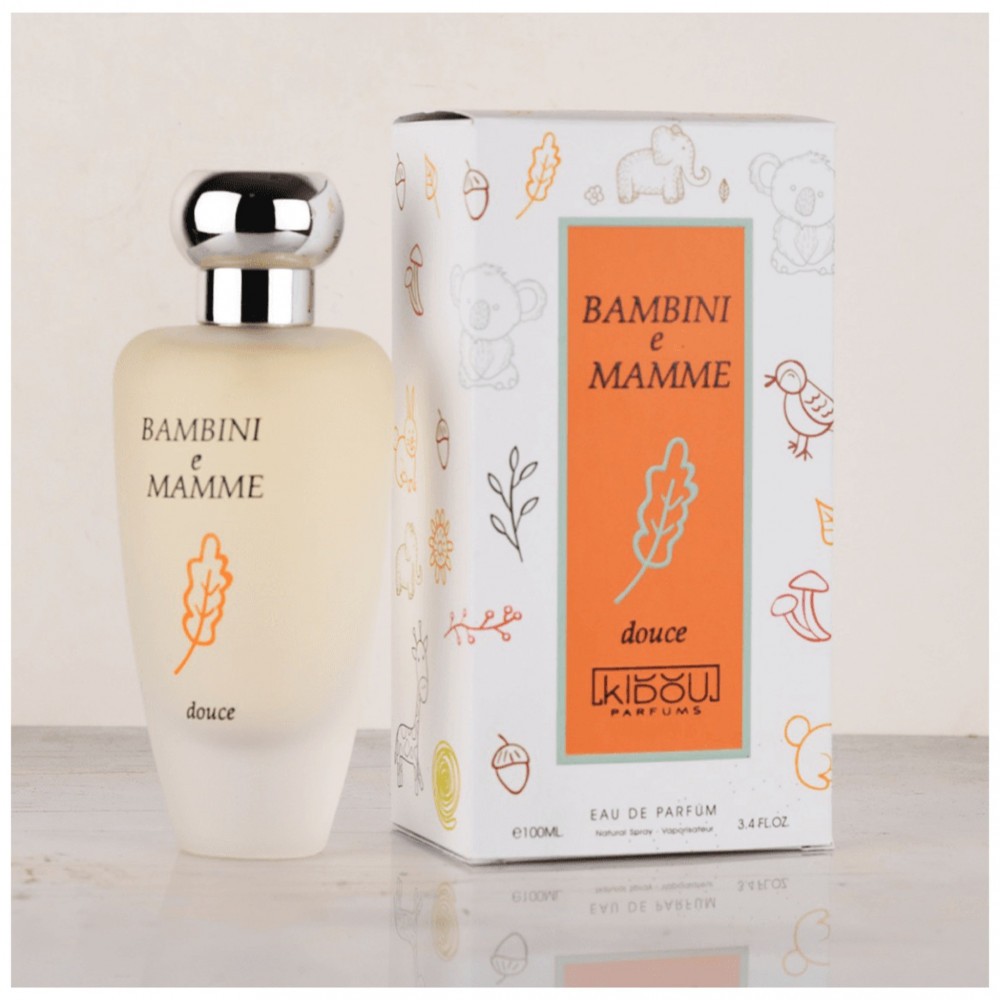 BAMBINI
e
MAMME
douce
BAMBINI
e
MAMME
douce
KIDOU
PARFUMS
EAU DE PARFUM
e100ML
Natural Spray - Vaporisateur
3.4 FL.OZ.